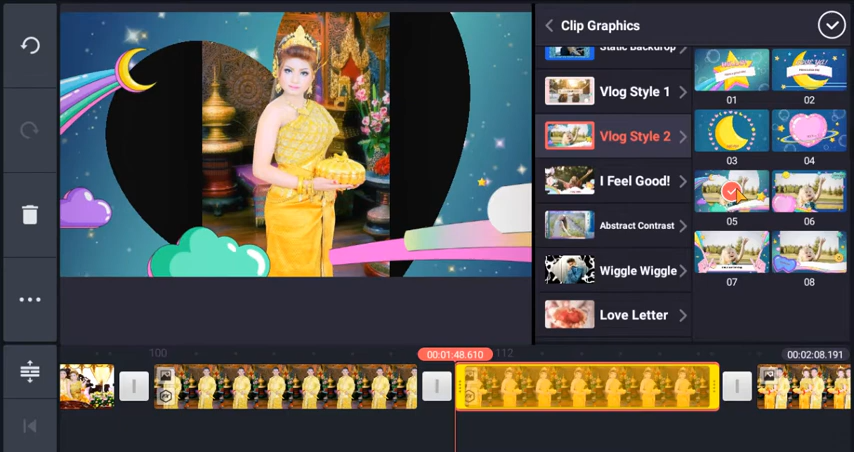 Clip Graphics
Static Backdrop
Vlog Style 1
Vlog Style 2
I Feel Good!
Abstract Contrast
Wiggle Wiggle
Love Letter
01
02
03
04
05
06
07
08
100
00:01:48.610
112
00:02:08.191